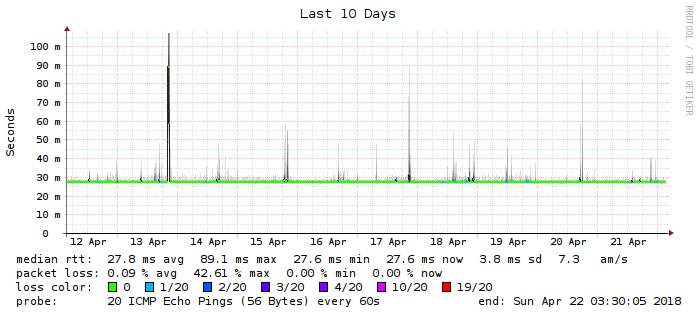 Last 10 Days
RRDTOOL / TOBI OETIKER
Seconds
100 m
90 m
80 m
70 m
60 m
50 m
40 m
30 m
20 m
10 m
0
12 Apr 13 Apr 14 Apr 15 Apr 16 Apr 17 Apr 18 Apr 19 Apr 20 Apr 21 Apr
median rtt: 27.8 ms avg 89.1 ms max 27.6 ms min 27.6 ms now 3.8 ms sd 7.3 am/s
packet loss: 0.09 % avg 42.61 % max 0.00 % min 0.00 % now
loss color: 0 1/20 2/20 3/20 4/20 10/20 19/20
probe: 20 ICMP Echo Pings (56 Bytes) every 60s end: Sun Apr 22 03:30:05 2018